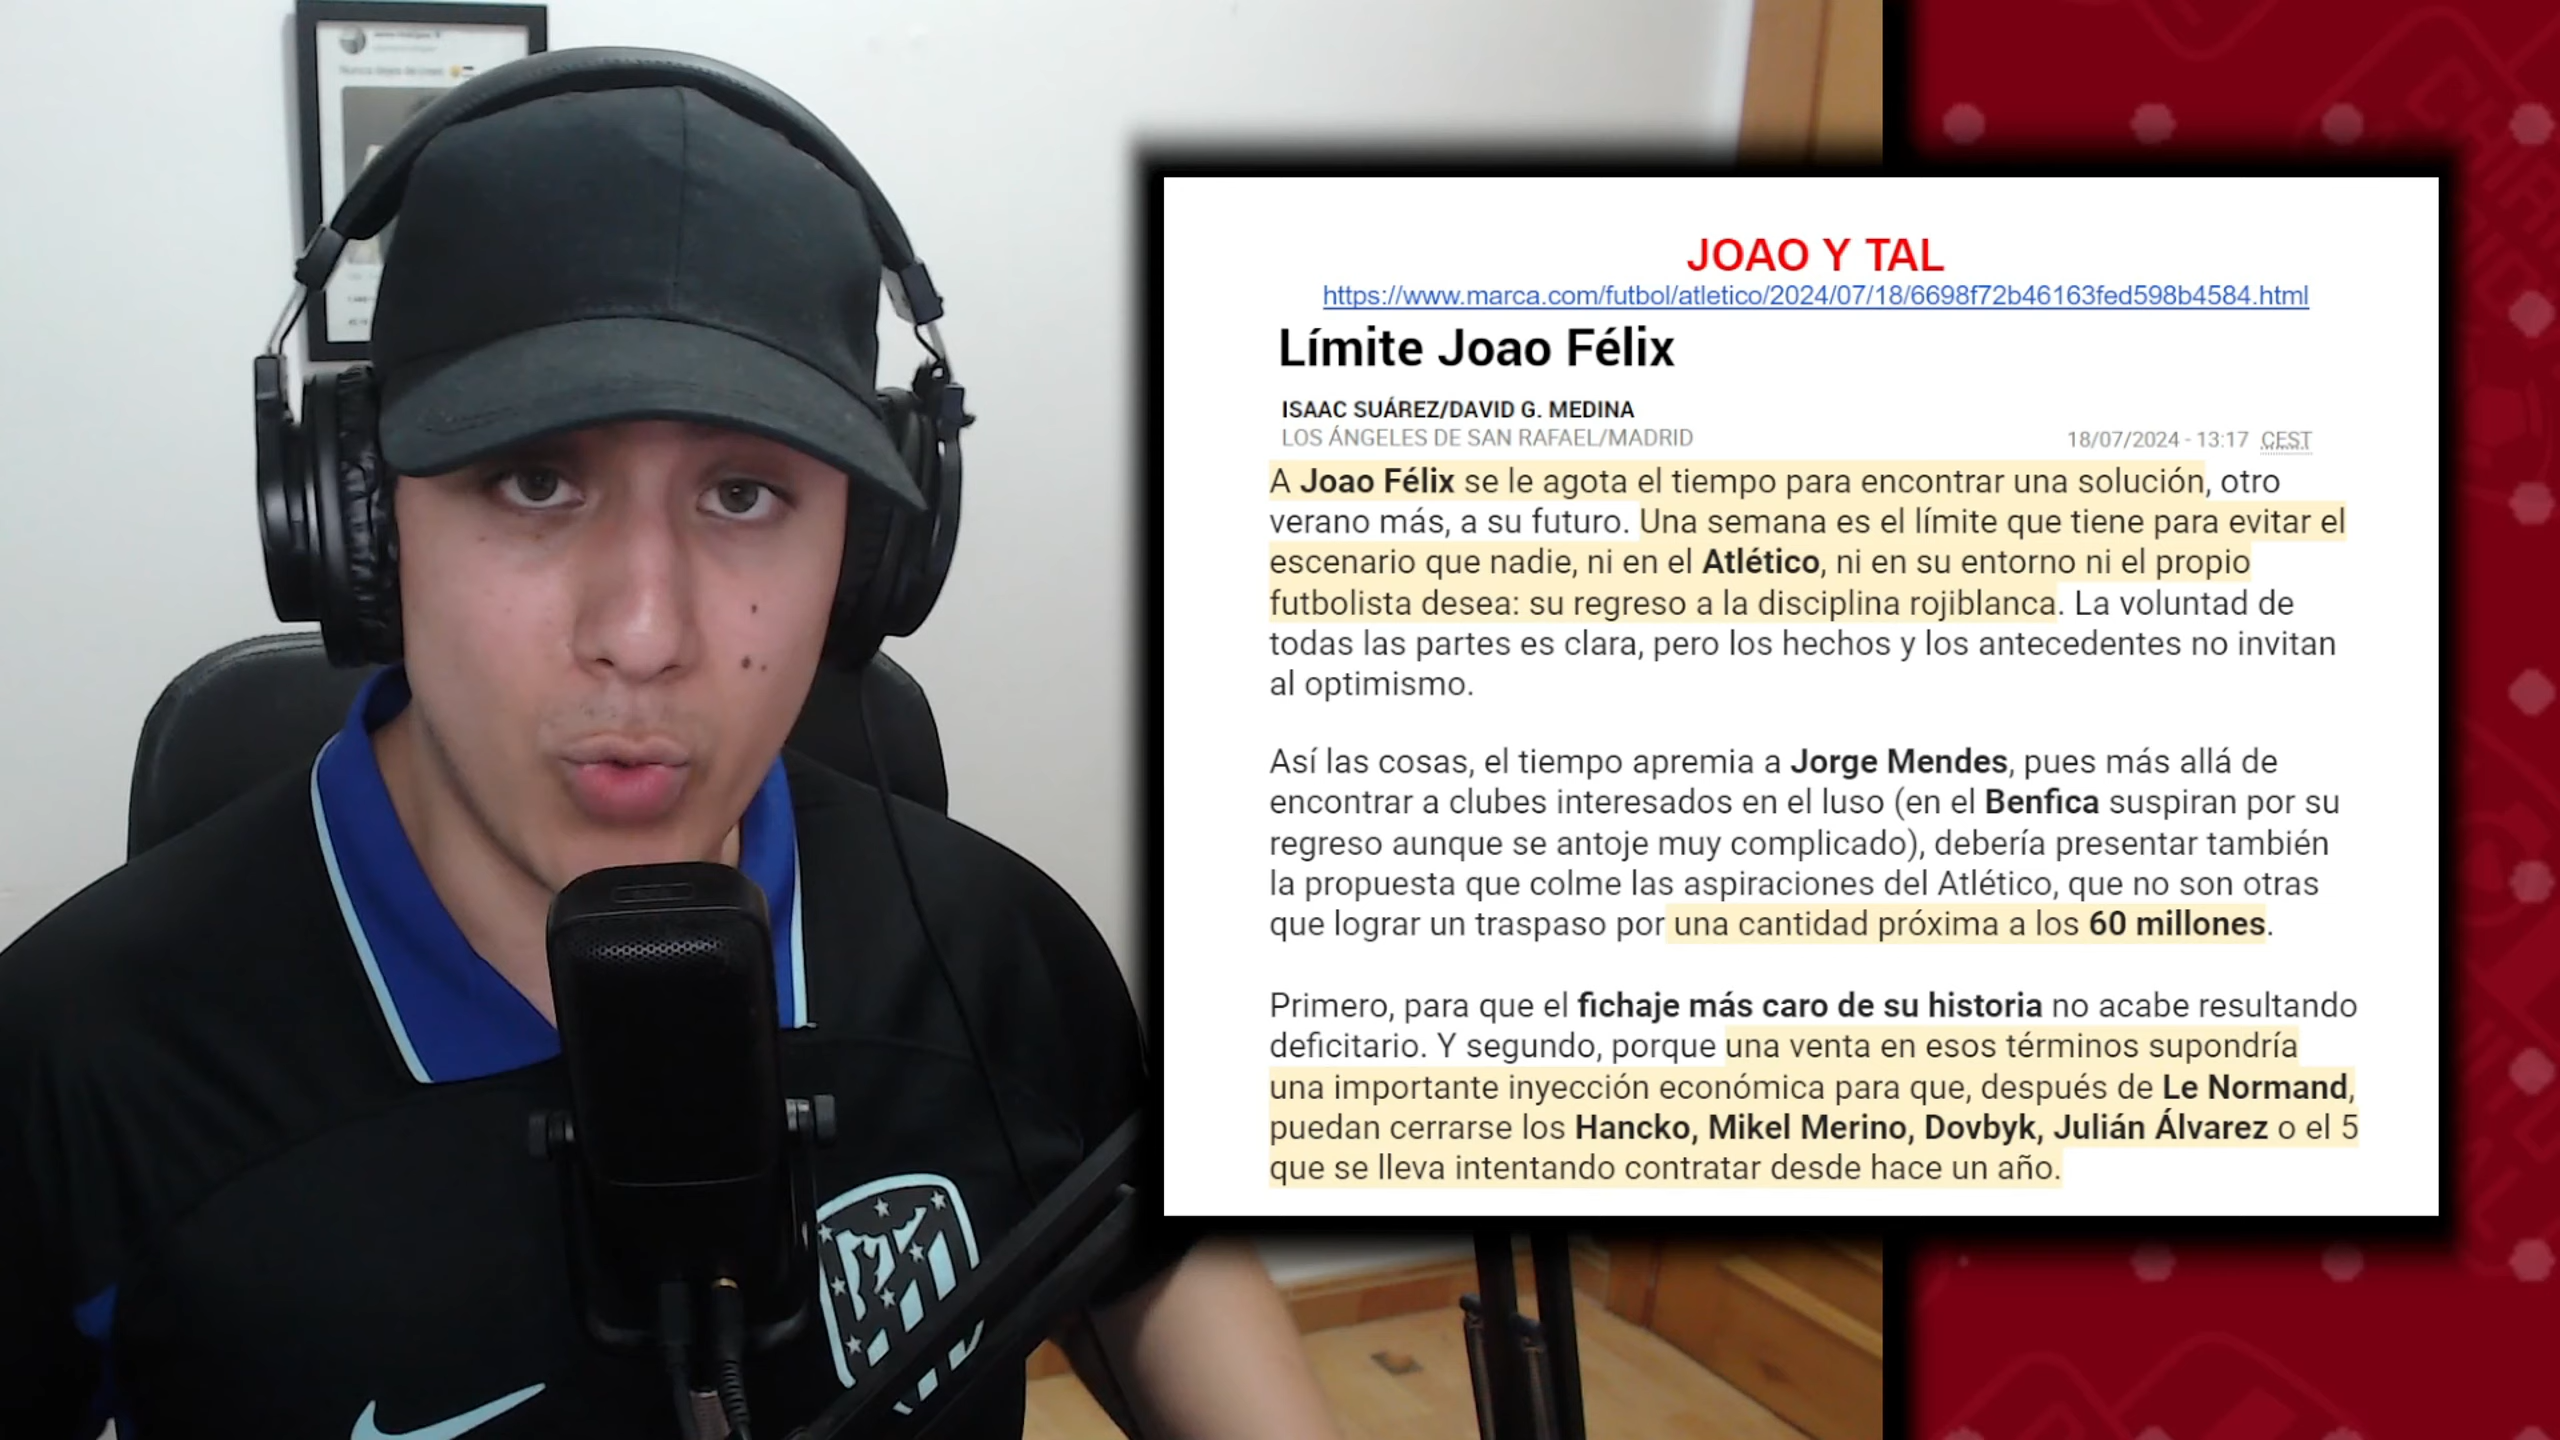 JOAO Y TAL
https://www.marca.com/futbol/atletico/2024/07/18/6698f72b46163fed598b4584.html
Límite Joao Félix
ISAAC SUÁREZ/DAVID G. MEDINA
LOS ÁNGELES DE SAN RAFAEL/MADRID
18/07/2024 - 13:17 CEST
A Joao Félix se le agota el tiempo para encontrar una solución, otro
verano más, a su futuro. Una semana es el límite que tiene para evitar el
escenario que nadie, ni en el Atlético, ni en su entorno ni el propio
futbolista desea: su regreso a la disciplina rojiblanca. La voluntad de
todas las partes es clara, pero los hechos y los antecedentes no invitan
al optimismo.
Así las cosas, el tiempo apremia a Jorge Mendes, pues más allá de
encontrar a clubes interesados en el luso (en el Benfica suspiran por su
regreso aunque se antoje muy complicado), debería presentar también
la propuesta que colme las aspiraciones del Atlético, que no son otras
que lograr un traspaso por una cantidad próxima a los 60 millones.
Primero, para que el fichaje más caro de su historia no acabe resultando
deficitario. Y segundo, porque una venta en esos términos supondría
una importante inyección económica para que, después de Le Normand,
puedan cerrarse los Hancko, Mikel Merino, Dovbyk, Julián Álvarez o el 5
que se lleva intentando contratar desde hace un año.